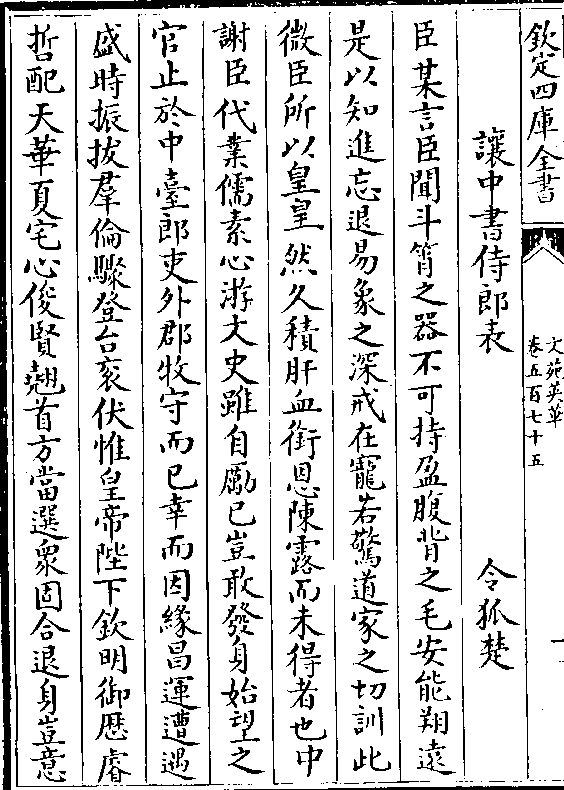 欽定四庫全書
文苑英華
卷五百七十五
一
讓中書侍郎表 令狐楚
臣某言臣聞斗筲之器不可持盈腹背之毛安能翔遠
是以知進忘退易象之深戒在寵若驚道家之切訓此
微臣所以皇皇然久積肝血銜恩陳露而未得者也中
謝臣代業儒素心游文史雖自勵已豈敢發身始望之
官止於中臺郎吏外郡牧守而已幸而因緣昌運遭遇
盛時振拔羣倫驟登台衮伏惟皇帝陛下欽明御歴睿
哲配天華夏宅心俊賢翹首方當選衆固合退身豈意